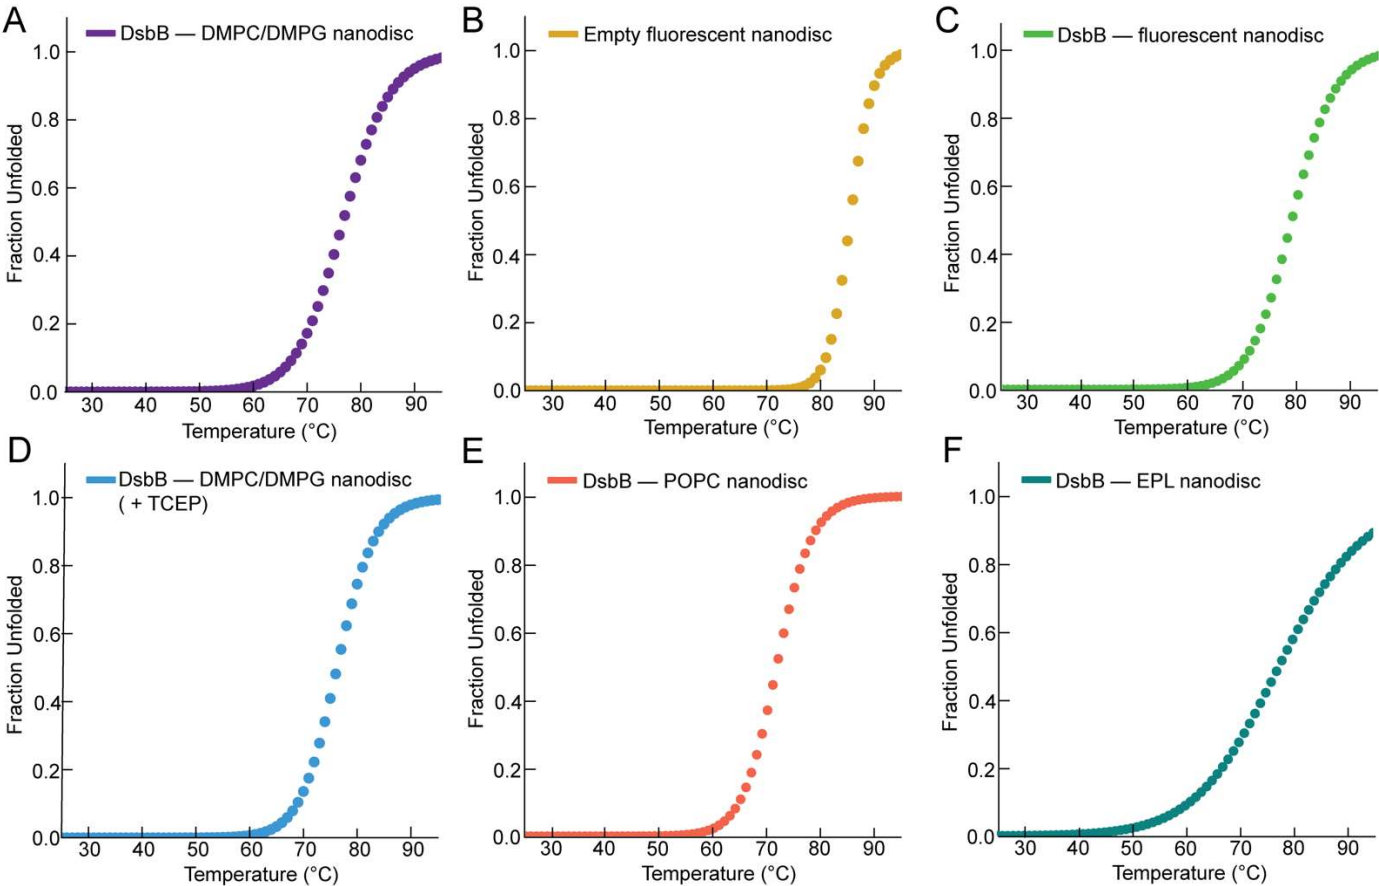 A
DsbB — DMPC/DMPG nanodisc
1.0
0.8
0.6
0.4
0.2
0.0
Fraction Unfolded
30 40 50 60 70 80 90
Temperature (°C)
B
Empty fluorescent nanodisc
1.0
0.8
0.6
0.4
0.2
0.0
Fraction Unfolded
30 40 50 60 70 80 90
Temperature (°C)
C
DsbB — fluorescent nanodisc
1.0
0.8
0.6
0.4
0.2
0.0
Fraction Unfolded
30 40 50 60 70 80 90
Temperature (°C)
D
DsbB — DMPC/DMPG nanodisc
( + TCEP)
1.0
0.8
0.6
0.4
0.2
0.0
Fraction Unfolded
30 40 50 60 70 80 90
Temperature (°C)
E
DsbB — POPC nanodisc
1.0
0.8
0.6
0.4
0.2
0.0
Fraction Unfolded
30 40 50 60 70 80 90
Temperature (°C)
F
DsbB — EPL nanodisc
1.0
0.8
0.6
0.4
0.2
0.0
Fraction Unfolded
30 40 50 60 70 80 90
Temperature (°C)